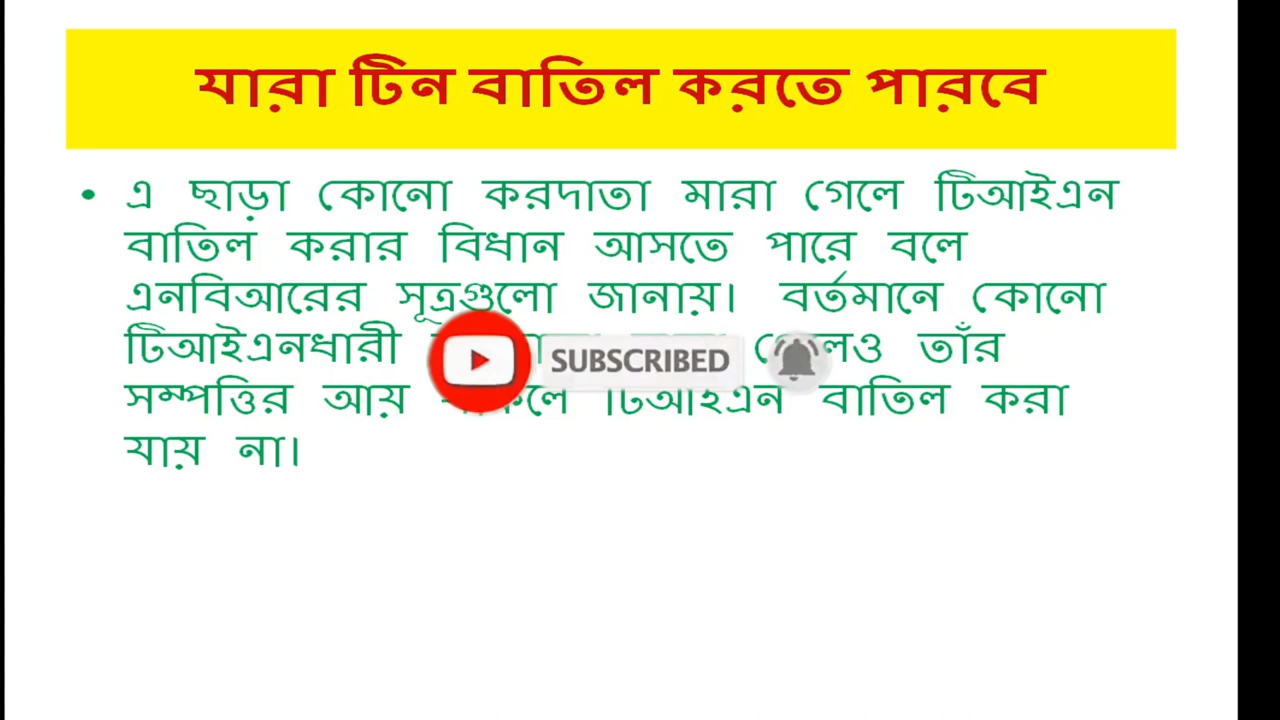 যারা টিন বাতিল করতে পারবে
• এ ছাড়া কোনো করদাতা মারা গেলে টিআইএন
বাতিল করার বিধান আসতে পারে বলে
এনবিআরের সূত্রগুলো জানায়। বর্তমানে কোনো
টিআইএনধারী SUBSCRIBED তাঁর
সম্পত্তির আয় টিআইএন বাতিল করা
যায় না।